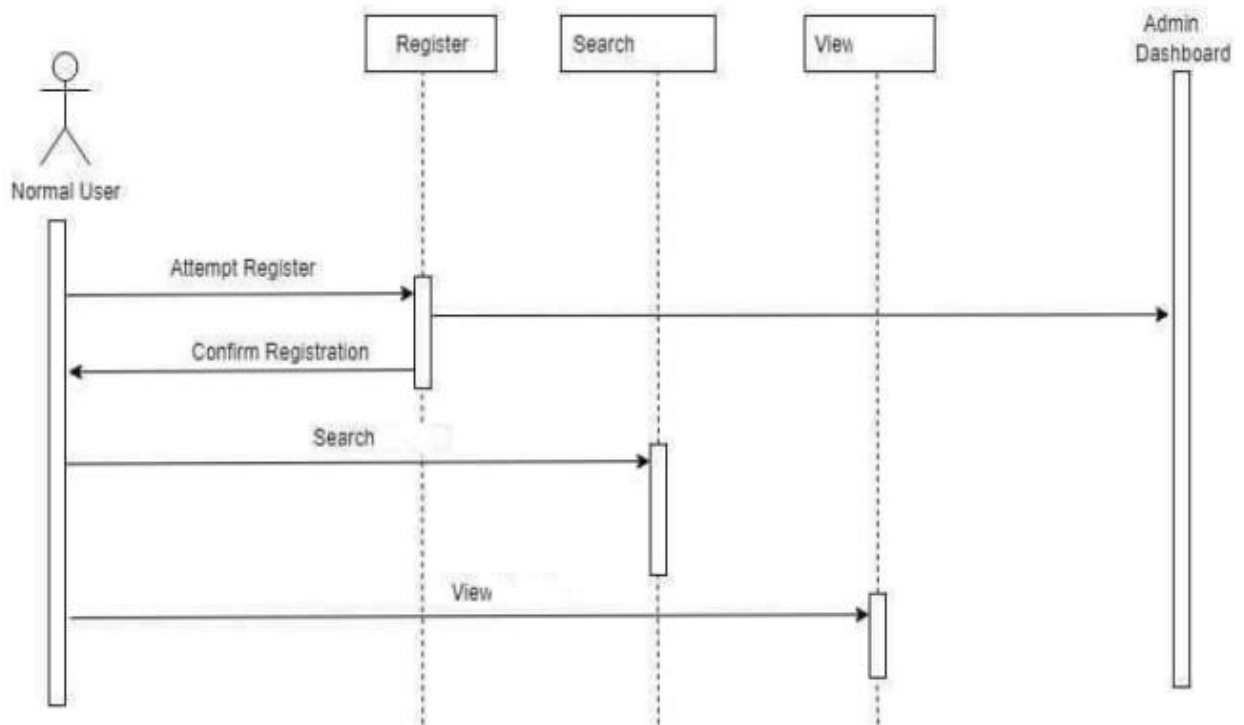 Register
Search
View
Admin
Dashboard
Normal User
Attempt Register
Confirm Registration
Search
View